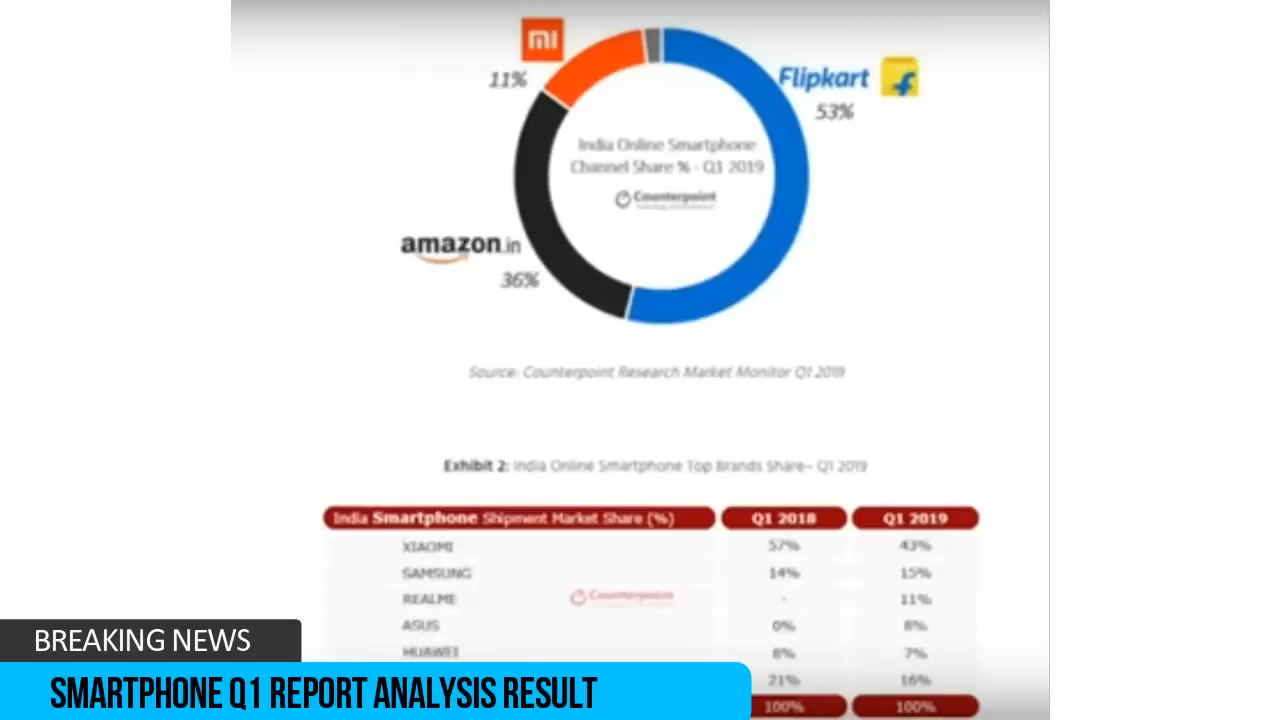 mi
11%
Flipkart
53%
India Online Smartphone
Channel Share % - Q1 2019
Counterpoint
amazon.in
36%
Source: Counterpoint Research Market Monitor Q1 2019
Exhibit 2: India Online Smartphone Top Brands Share– Q1 2019
India Smartphone Shipment Market Share (%) Q1 2018 Q1 2019
XIAOMI 57% 43%
SAMSUNG 14% 15%
REALME - 11%
Counterpoint
ASUS 0% 8%
HUAWEI 8% 7%
21% 16%
100% 100%
BREAKING NEWS
SMARTPHONE Q1 REPORT ANALYSIS RESULT